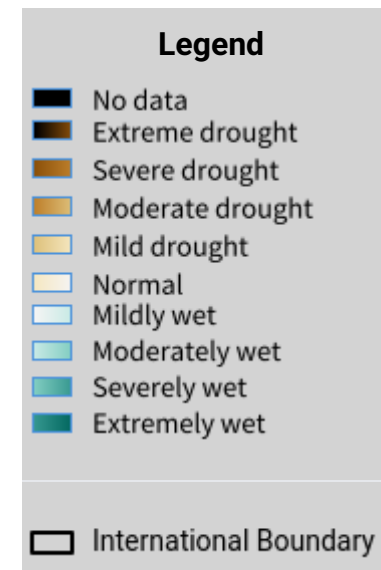 Legend
No data
Extreme drought
Severe drought
Moderate drought
Mild drought
Normal
Mildly wet
Moderately wet
Severely wet
Extremely wet
International Boundary